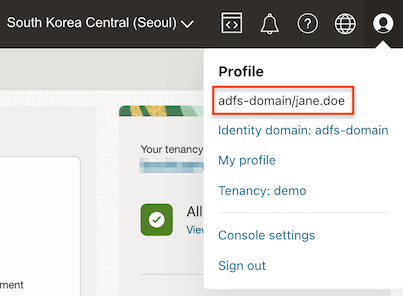 South Korea Central (Seoul)
Profile
adfs-domain/jane.doe
Identity domain: adfs-domain
My profile
Tenancy: demo
Console settings
Sign out
Your tenancy
All
View
ment